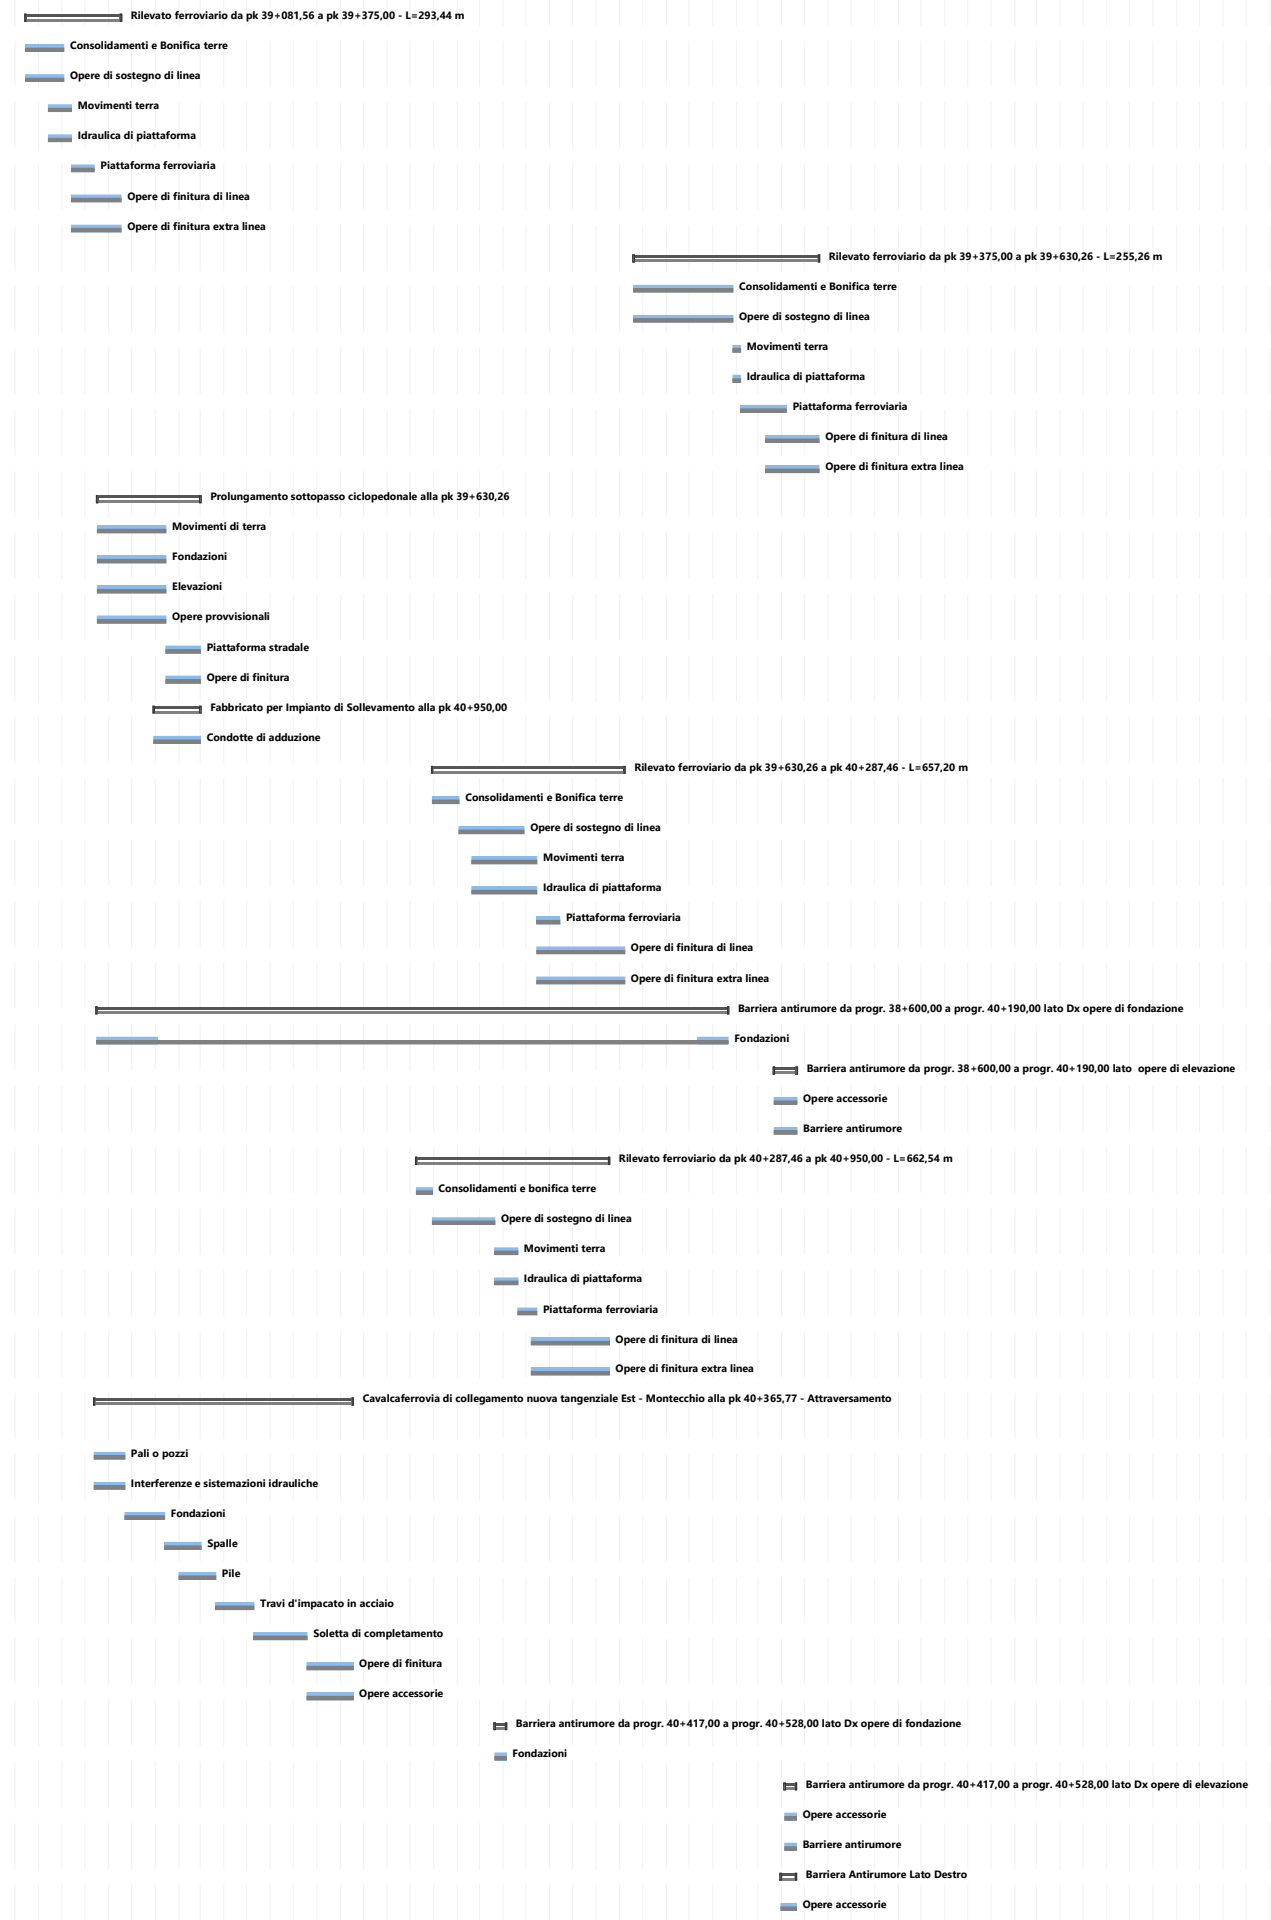 Rilevato ferroviario da pk 39+081,56 a pk 39+375,00 - L=293,44 m
Consolidamenti e Bonifica terre
Opere di sostegno di linea
Movimenti terra
Idraulica di piattaforma
Piattaforma ferroviaria
Opere di finitura di linea
Opere di finitura extra linea
Rilevato ferroviario da pk 39+375,00 a pk 39+630,26 - L=255,26 m
Consolidamenti e Bonifica terre
Opere di sostegno di linea
Movimenti terra
Idraulica di piattaforma
Piattaforma ferroviaria
Opere di finitura di linea
Opere di finitura extra linea
Prolungamento sottopasso ciclopedonale alla pk 39+630,26
Movimenti di terra
Fondazioni
Elevazioni
Opere provvisionali
Piattaforma stradale
Opere di finitura
Fabbricato per Impianto di Sollevamento alla pk 40+950,00
Condotte di adduzione
Rilevato ferroviario da pk 39+630,26 a pk 40+287,46 - L=657,20 m
Consolidamenti e Bonifica terre
Opere di sostegno di linea
Movimenti terra
Idraulica di piattaforma
Piattaforma ferroviaria
Opere di finitura di linea
Opere di finitura extra linea
Barriera antirumore da progr. 38+600,00 a progr. 40+190,00 lato Dx opere di fondazione
Fondazioni
Barriera antirumore da progr. 38+600,00 a progr. 40+190,00 lato  opere di elevazione
Opere accessorie
Barriere antirumore
Rilevato ferroviario da pk 40+287,46 a pk 40+950,00 - L=662,54 m
Consolidamenti e bonifica terre
Opere di sostegno di linea
Movimenti terra
Idraulica di piattaforma
Piattaforma ferroviaria
Opere di finitura di linea
Opere di finitura extra linea
Cavalcaferrovia di collegamento nuova tangenziale Est - Montecchio alla pk 40+365,77 - Attraversamento
Pali o pozzi
Interferenze e sistemazioni idrauliche
Fondazioni
Spalle
Pile
Travi d'impacato in acciaio
Soletta di completamento
Opere di finitura
Opere accessorie
Barriera antirumore da progr. 40+417,00 a progr. 40+528,00 lato Dx opere di fondazione
Fondazioni
Barriera antirumore da progr. 40+417,00 a progr. 40+528,00 lato Dx opere di elevazione
Opere accessorie
Barriere antirumore
Barriera Antirumore Lato Destro
Opere accessorie